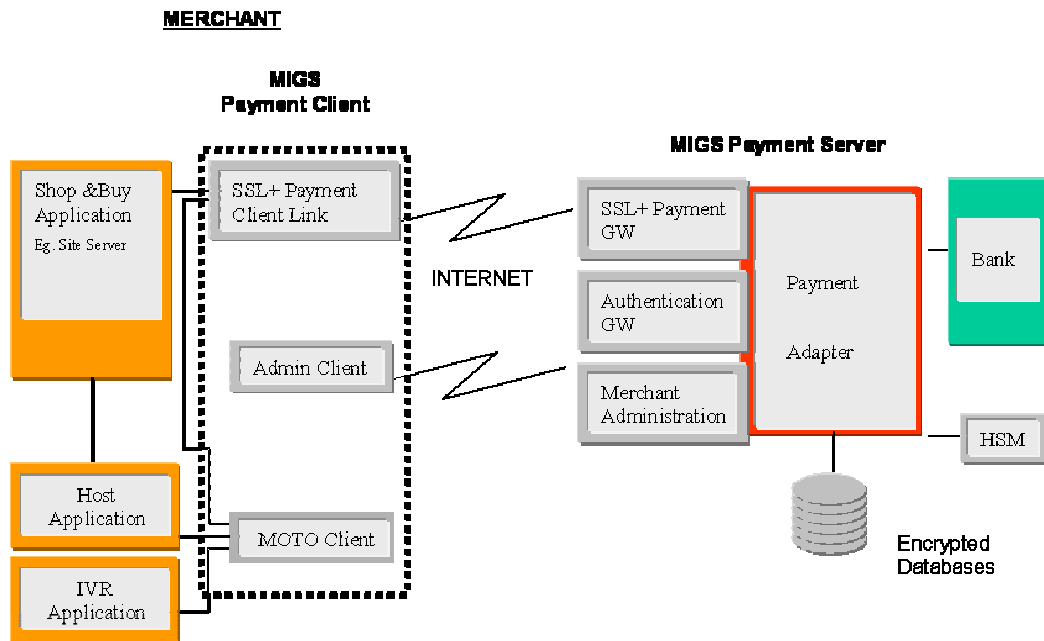 MERCHANT
MIGS
Payment Client
MIGS Payment Server
Shop &Buy
Application
Eg. Site Server
SSL+ Payment
Client Link
INTERNET
SSL+ Payment
GW
Authentication
GW
Merchant
Administration
Payment
Adapter
Bank
Admin Client
HSM
Host
Application
MOTO Client
IVR
Application
Encrypted
Databases